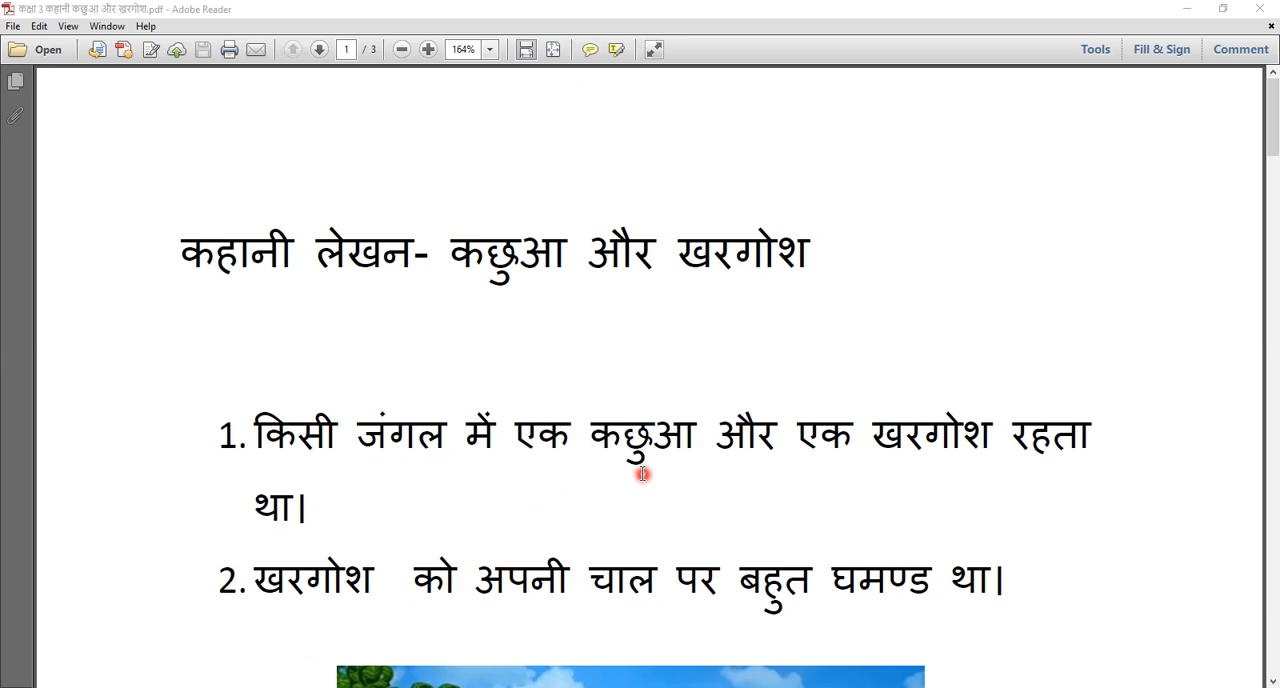 कक्षा 3 कहानी कछुआ और खरगोश.pdf - Adobe Reader
File Edit View Window Help
Open 1 / 3 164% Tools Fill & Sign Comment
कहानी लेखन- कछुआ और खरगोश
1. किसी जंगल में एक कछुआ और एक खरगोश रहता
था।
2. खरगोश को अपनी चाल पर बहुत घमण्ड था।